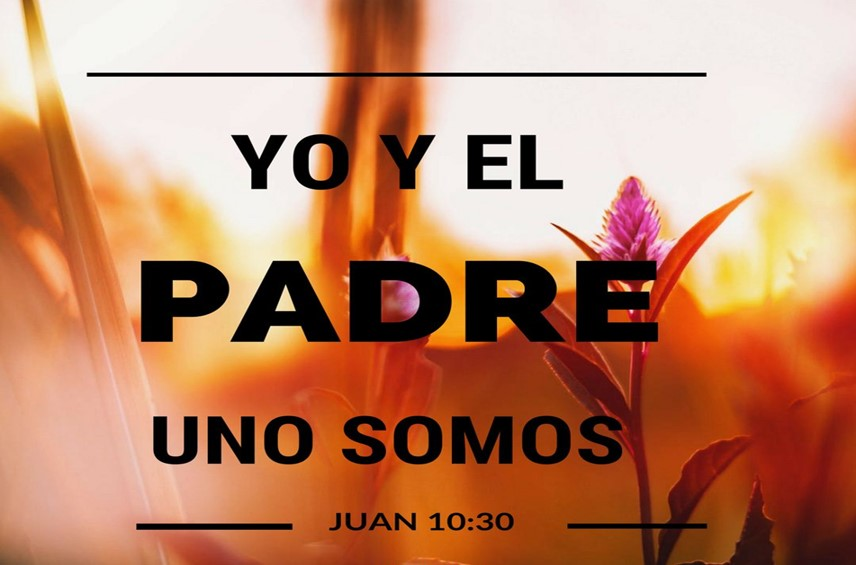 YO Y EL
PADRE
UNO SOMOS
JUAN 10:30